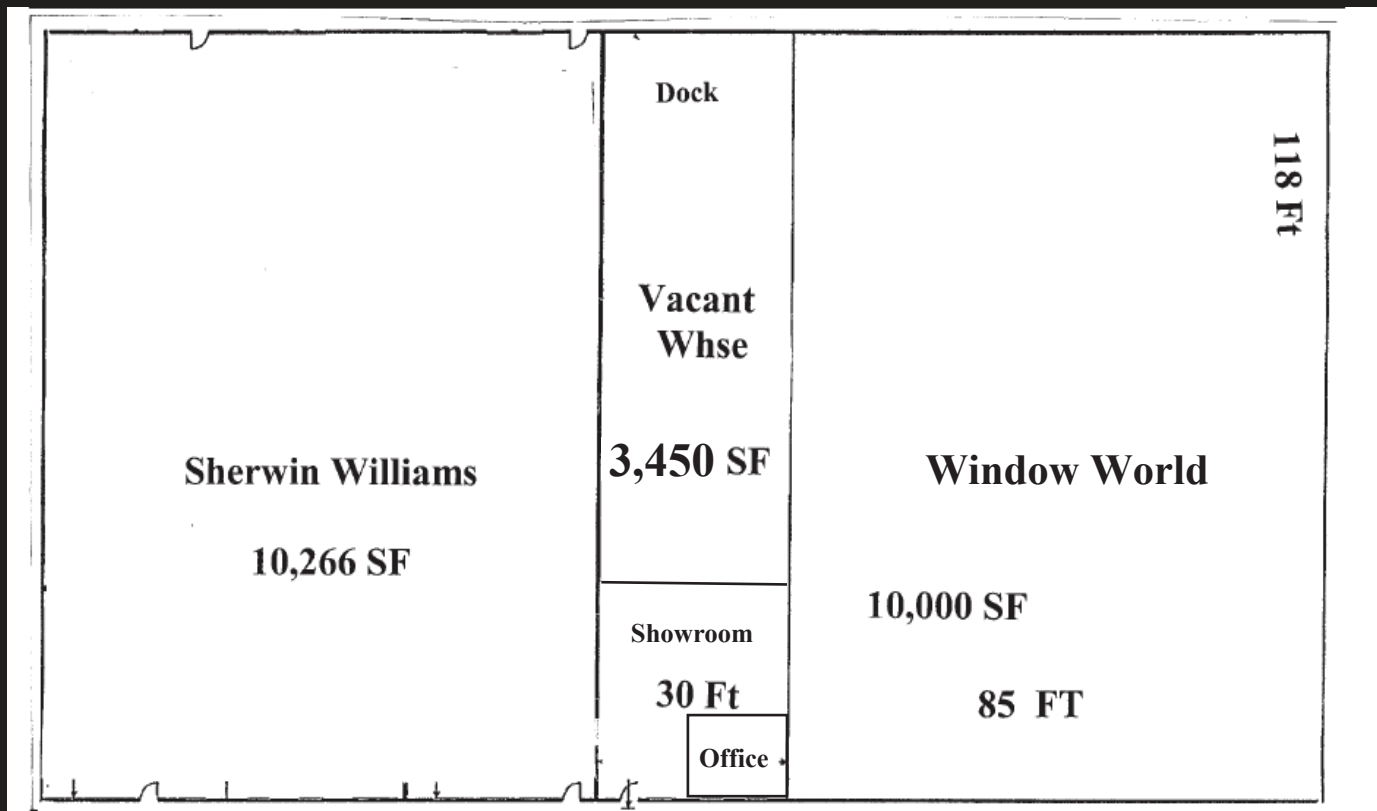 Dock
118 Ft
Vacant
Whse
3,450 SF
Sherwin Williams
10,266 SF
Window World
10,000 SF
85 FT
Showroom
30 Ft
Office